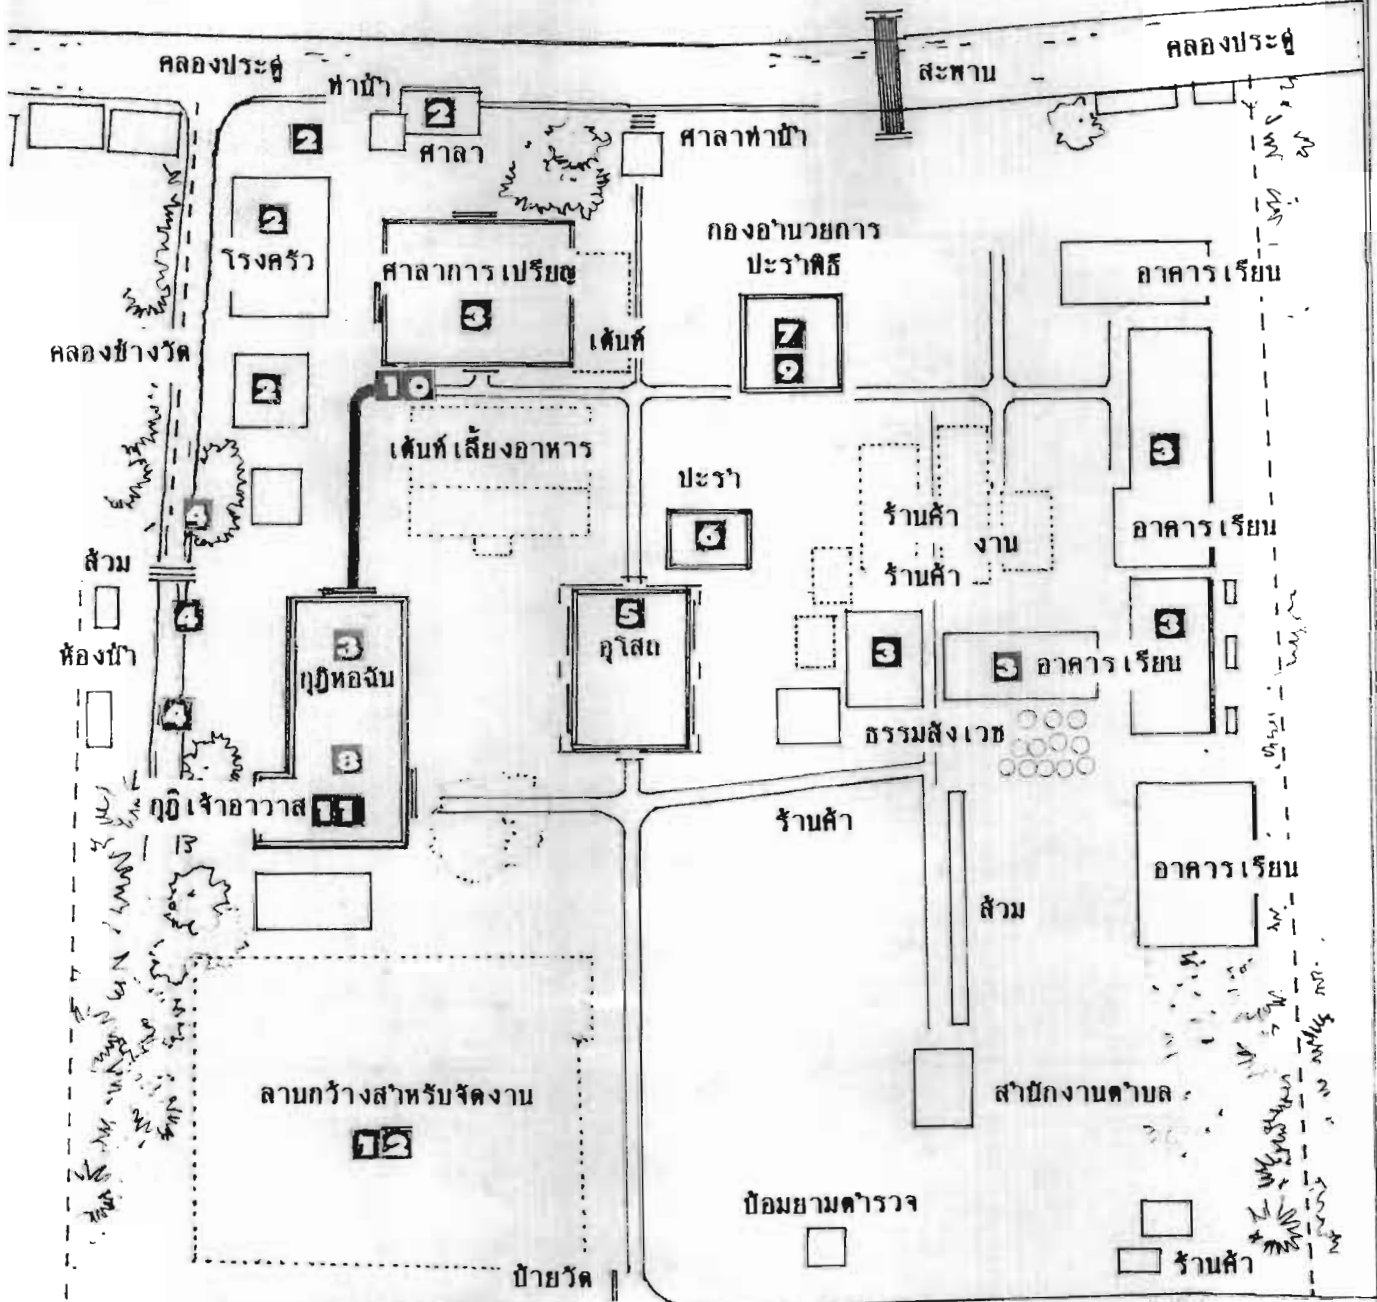 คลองประดู่
สะพาน
คลองประดู่
ท่าน้ำ
2
ศาลา
2
ศาลาท่าน้ำ
2
โรงครัว
ศาลาการเปรียญ
3
เต้นท์
กองอำนวยการ
ปะรำพิธี
7
9
อาคารเรียน
คลองข้างวัด
2
10
เต้นท์เลี้ยงอาหาร
ปะรำ
6
ร้านค้า
งาน
ร้านค้า
3
อาคารเรียน
4
ส้วม
4
ห้องน้ำ
4
3
กุฏิหอฉัน
8
กุฏิเจ้าอาวาส 11
5
อุโสถ
3
3 อาคารเรียน
3
ธรรมสังเวช
ร้านค้า
อาคารเรียน
ส้วม
ลานกว้างสำหรับจัดงาน
12
สำนักงานตำบล
ป้อมยามตำรวจ
ร้านค้า
ป้ายวัด